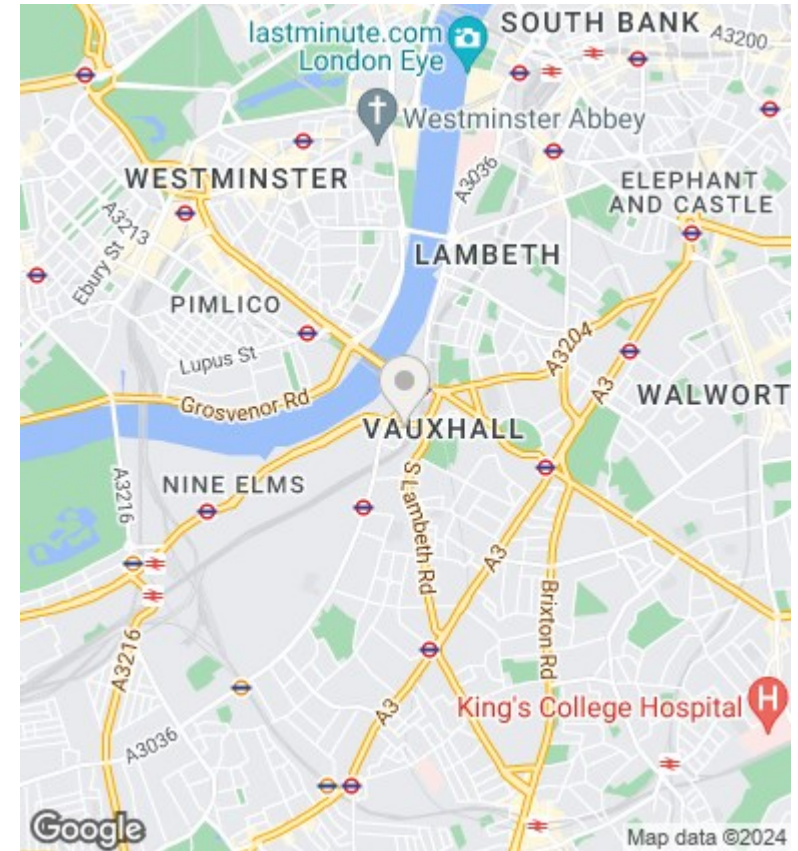 SOUTH BANK
A3200
lastminute.com
London Eye
Westminster Abbey
A3036
WESTMINSTER
ELEPHANT
AND CASTLE
A3213
Ebury St
LAMBETH
PIMLICO
Lupus St
A3204
A3
WALWORT
Grosvenor Rd
VAUXHALL
A3216
NINE ELMS
S Lambeth Rd
A3
Brixton Rd
A3216
King's College Hospital
H
A3
A3036
Google
Map data ©2024